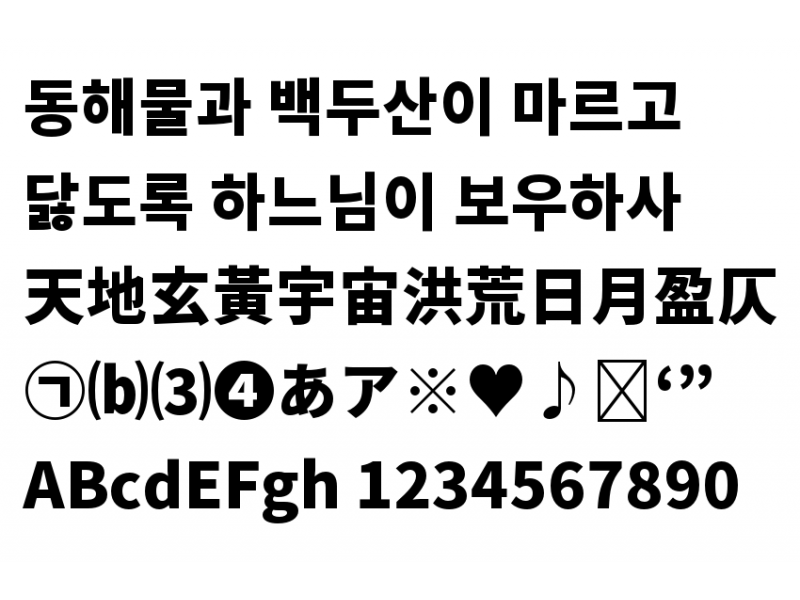 동해물과 백두산이 마르고
닳도록 하느님이 보우하사
天地玄黃宇宙洪荒日月盈仄
㉠⒝⑶❹あア※♥♪‘”
ABcdEFgh 1234567890